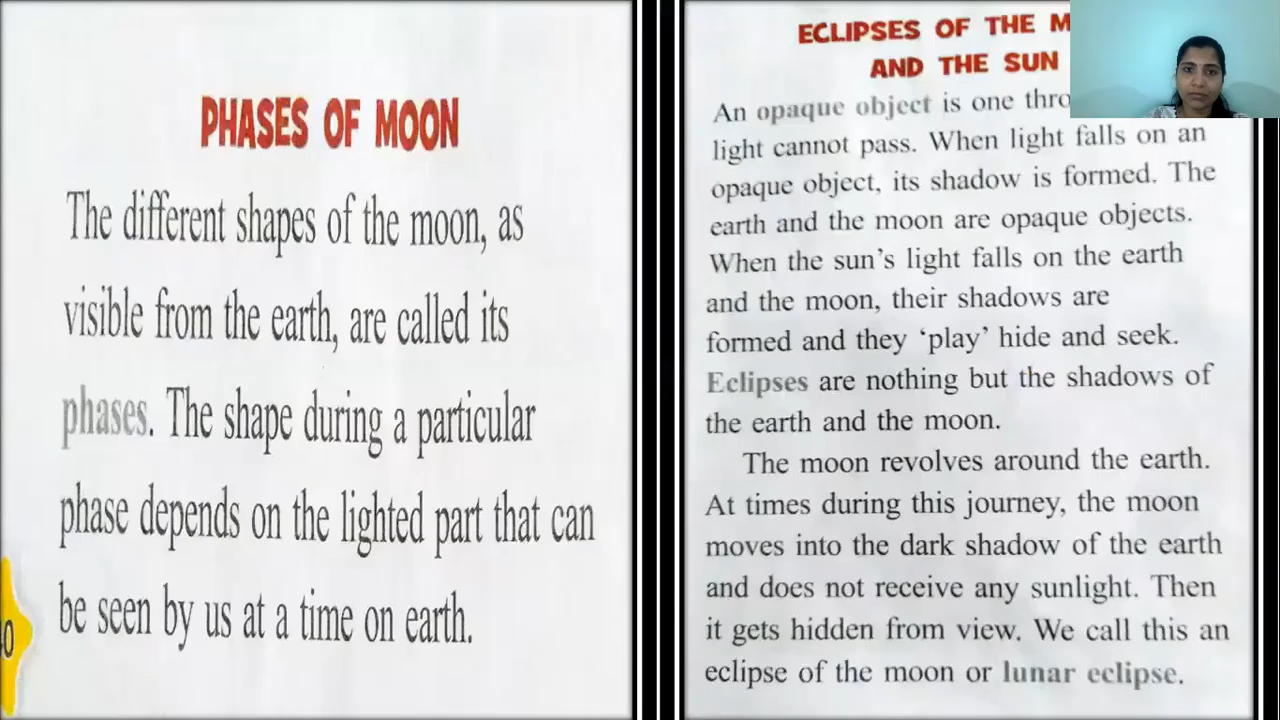 PHASES OF MOON
The different shapes of the moon, as
visible from the earth, are called its
phases. The shape during a particular
phase depends on the lighted part that can
be seen by us at a time on earth.
0
ECLIPSES OF THE
AND THE SUN
An opaque object is one
light cannot pass. When light falls on an
opaque object, its shadow is formed. The
earth and the moon are opaque objects.
When the sun's light falls on the earth
and the moon, their shadows are
formed and they ‘play’ hide and seek.
Eclipses are nothing but the shadows of
the earth and the moon.
The moon revolves around the earth.
At times during this journey, the moon
moves into the dark shadow of the earth
and does not receive any sunlight. Then
it gets hidden from view. We call this an
eclipse of the moon or lunar eclipse.